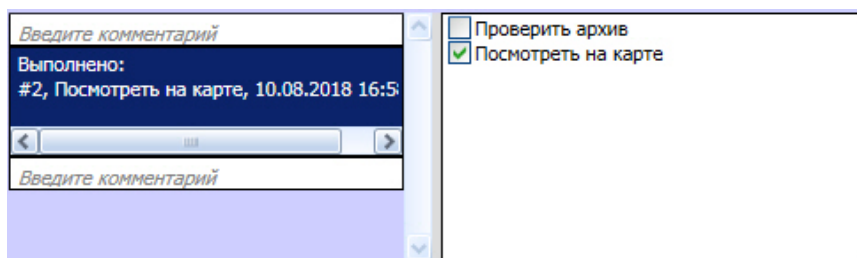 Введите комментарий
Выполнено:
#2, Посмотреть на карте, 10.08.2018 16:5
Введите комментарий
Проверить архив
Посмотреть на карте